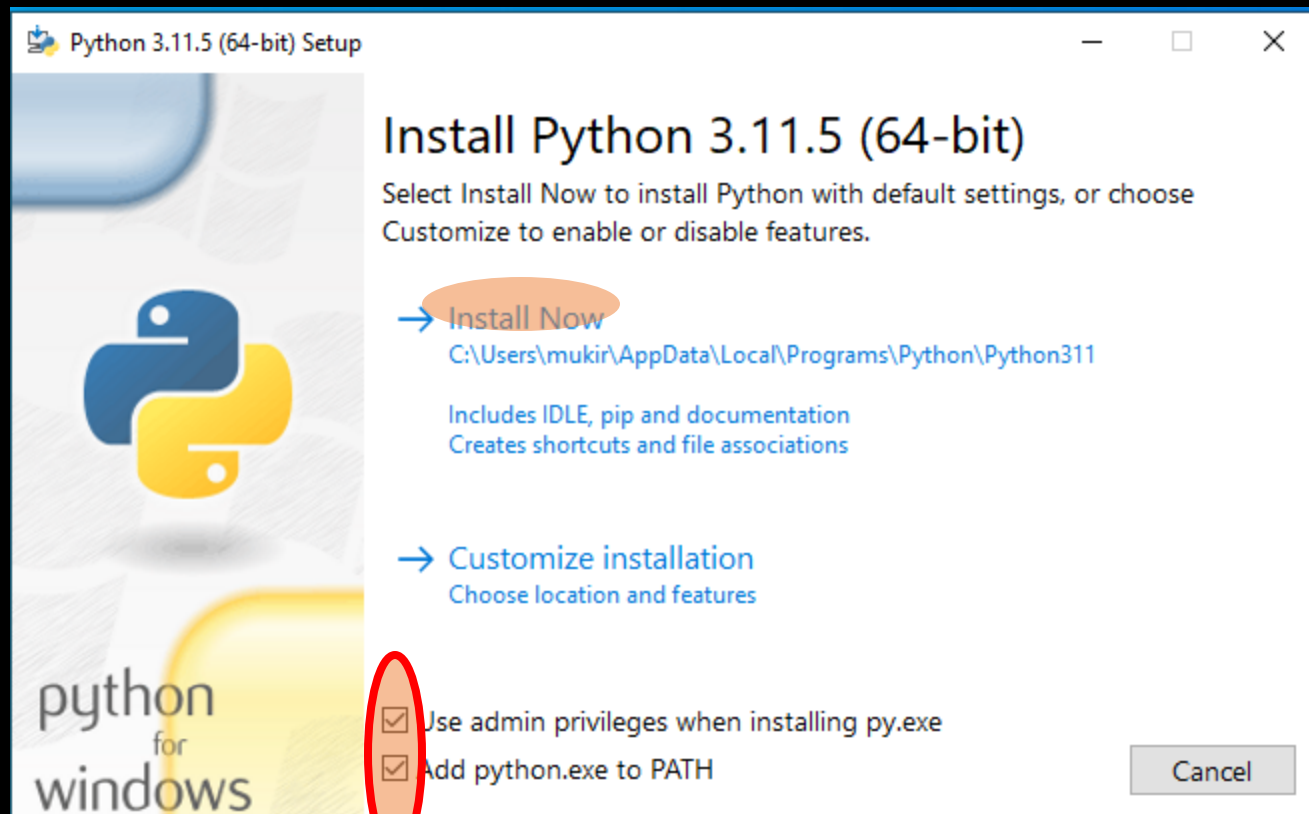 Python 3.11.5 (64-bit) Setup
Install Python 3.11.5 (64-bit)
Select Install Now to install Python with default settings, or choose
Customize to enable or disable features.
Install Now
C:\Users\mukir\AppData\Local\Programs\Python\Python311
Includes IDLE, pip and documentation
Creates shortcuts and file associations
Customize installation
Choose location and features
Use admin privileges when installing py.exe
Add python.exe to PATH
Cancel
python
for
windows